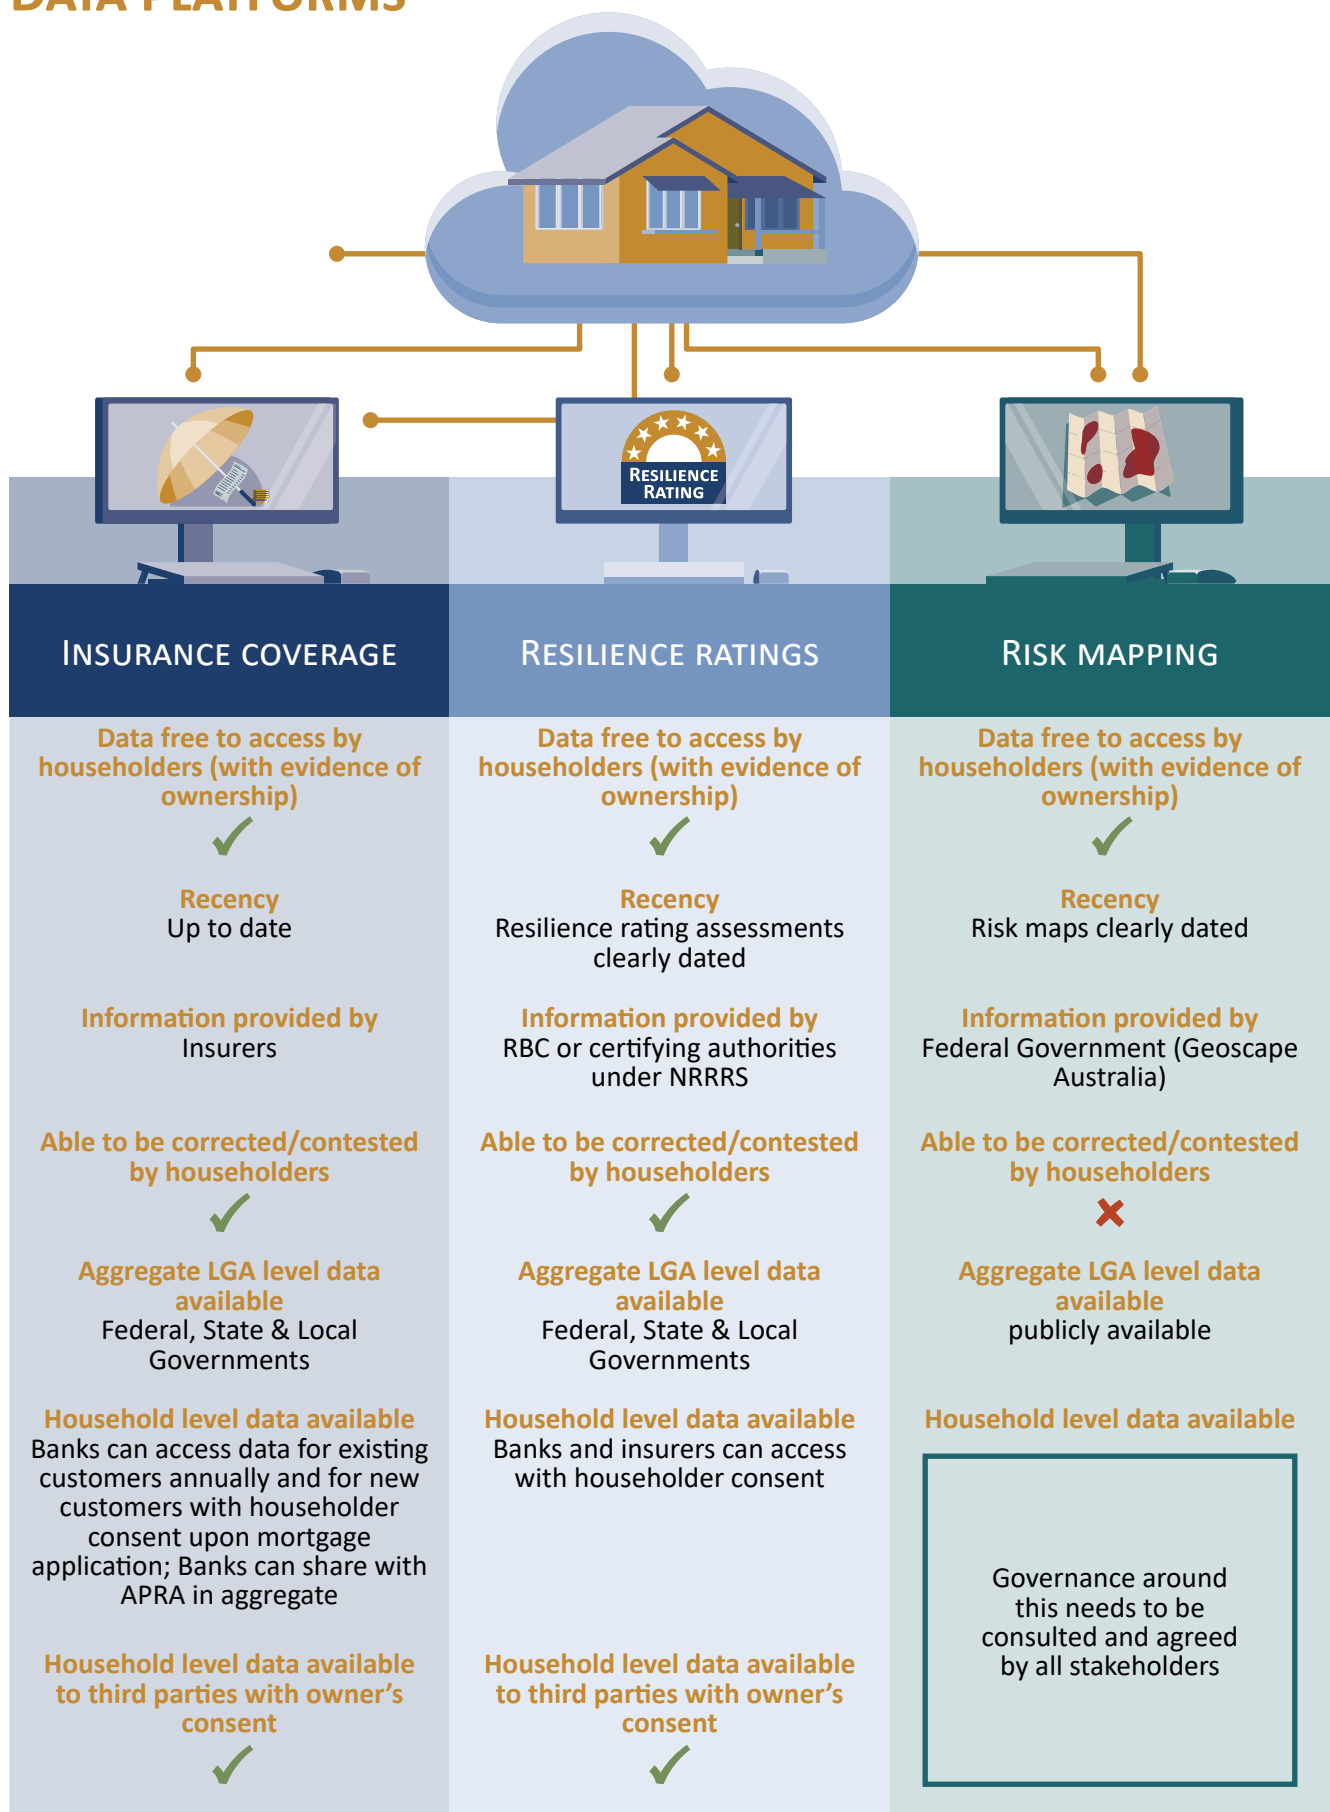 DATA PLATFORMS
RESILIENCE
RATING
INSURANCE COVERAGE
Data free to access by
householders (with evidence of
ownership)
Recency
Up to date
Information provided by
Insurers
Able to be corrected/contested
by householders
Aggregate LGA level data
available
Federal, State & Local
Governments
Household level data available
Banks can access data for existing
customers annually and for new
customers with householder
consent upon mortgage
application; Banks can share with
APRA in aggregate
Household level data available
to third parties with owner’s
consent
RESILIENCE RATINGS
Data free to access by
householders (with evidence of
ownership)
Recency
Resilience rating assessments
clearly dated
Information provided by
RBC or certifying authorities
under NRRRS
Able to be corrected/contested
by householders
Aggregate LGA level data
available
Federal, State & Local
Governments
Household level data available
Banks and insurers can access
with householder consent
Household level data available
to third parties with owner’s
consent
RISK MAPPING
Data free to access by
householders (with evidence of
ownership)
Recency
Risk maps clearly dated
Information provided by
Federal Government (Geoscape
Australia)
Able to be corrected/contested
by householders
Aggregate LGA level data
available
publicly available
Household level data available
Governance around
this needs to be
consulted and agreed
by all stakeholders